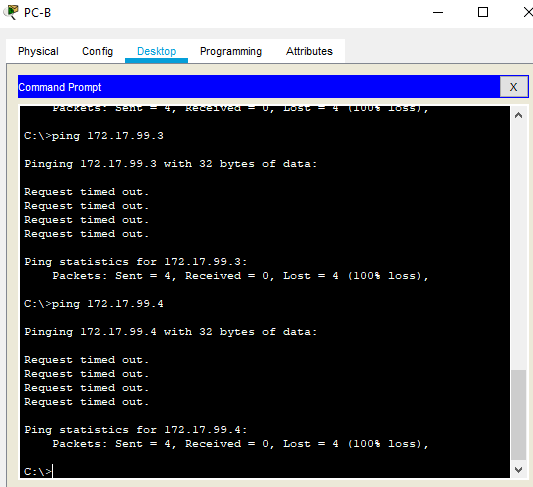 PC-B
Physical Config Desktop Programming Attributes
Command Prompt X
Packets: Sent = 4, Received = 0, Lost = 4 (100% loss),
C:\>ping 172.17.99.3
Pinging 172.17.99.3 with 32 bytes of data:
Request timed out.
Request timed out.
Request timed out.
Request timed out.
Ping statistics for 172.17.99.3:
Packets: Sent = 4, Received = 0, Lost = 4 (100% loss),
C:\>ping 172.17.99.4
Pinging 172.17.99.4 with 32 bytes of data:
Request timed out.
Request timed out.
Request timed out.
Request timed out.
Ping statistics for 172.17.99.4:
Packets: Sent = 4, Received = 0, Lost = 4 (100% loss),
C:\>